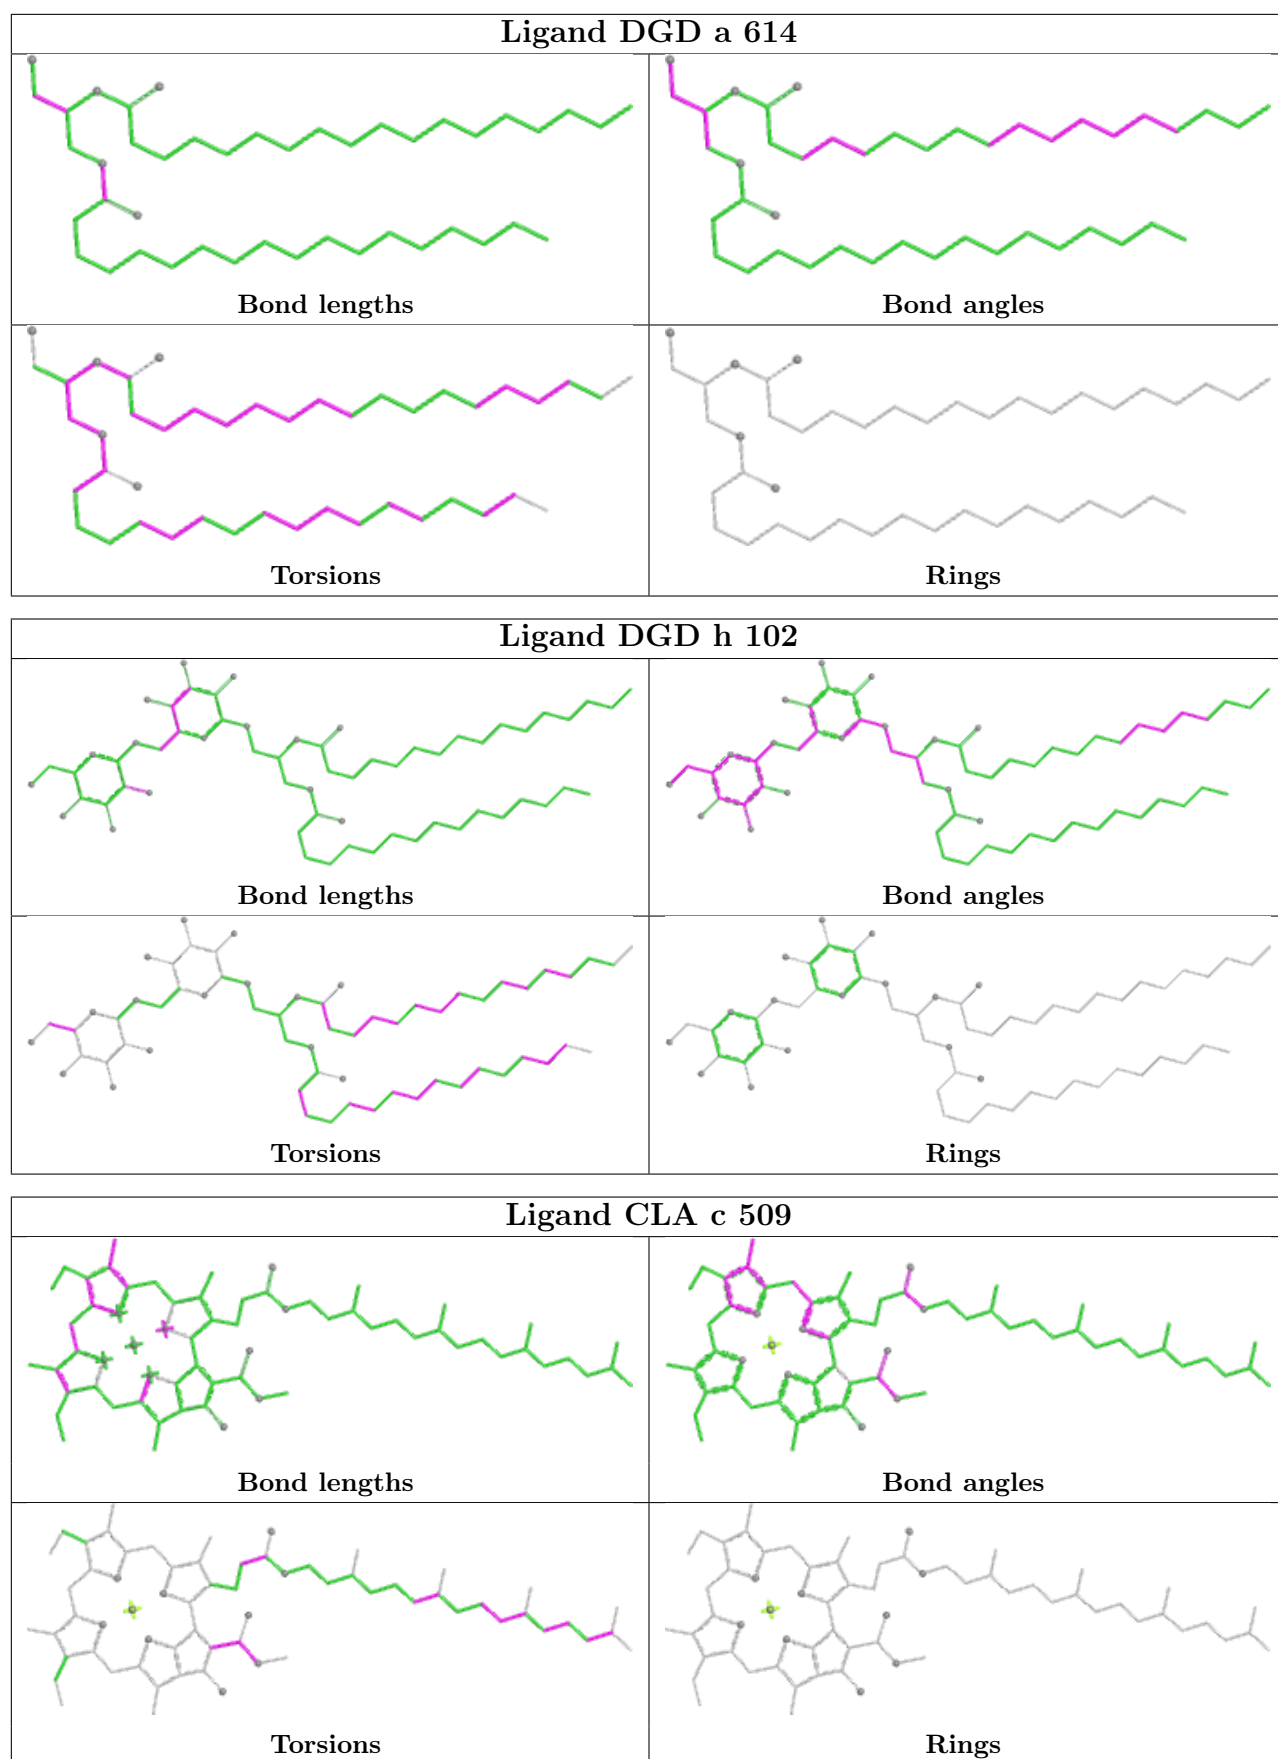 Ligand DGD a 614
Bond lengths
Bond angles
Torsions
Rings
Ligand DGD h 102
Bond lengths
Bond angles
Torsions
Rings
Ligand CLA c 509
Bond lengths
Bond angles
Torsions
Rings